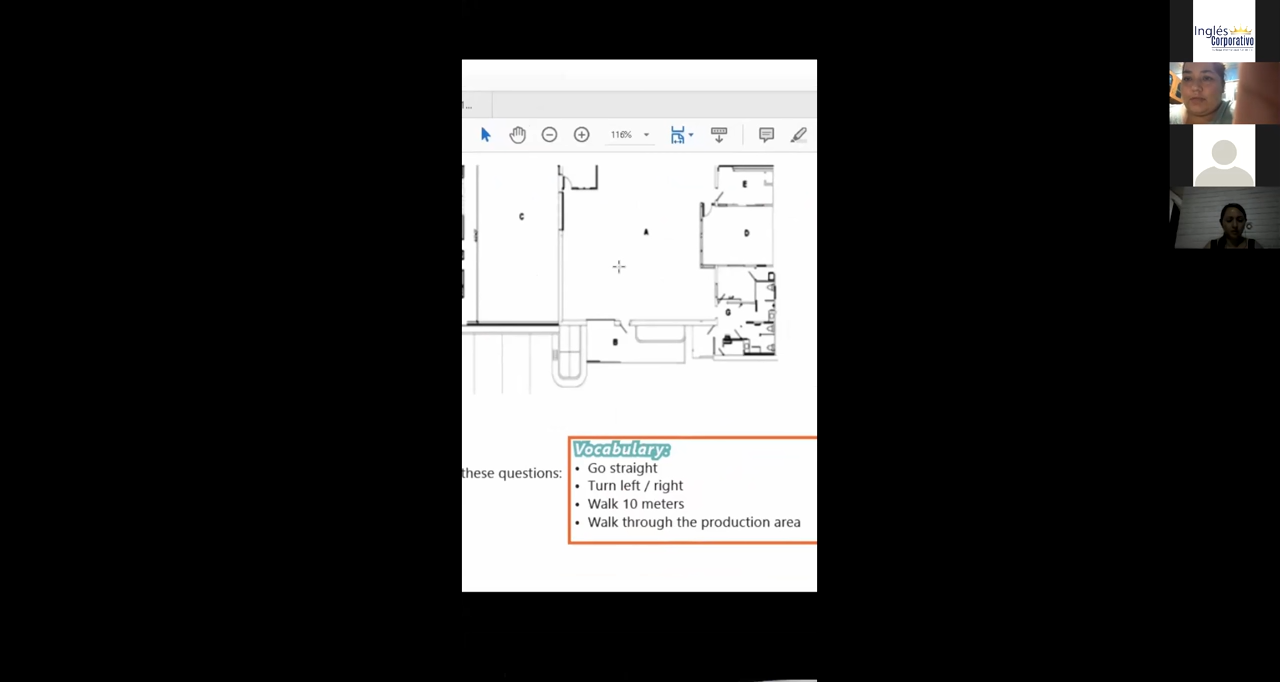 Inglés
Corporativo
1...
116%
E
C
A
D
G
B
these questions:
Vocabulary:
• Go straight
• Turn left / right
• Walk 10 meters
• Walk through the production area